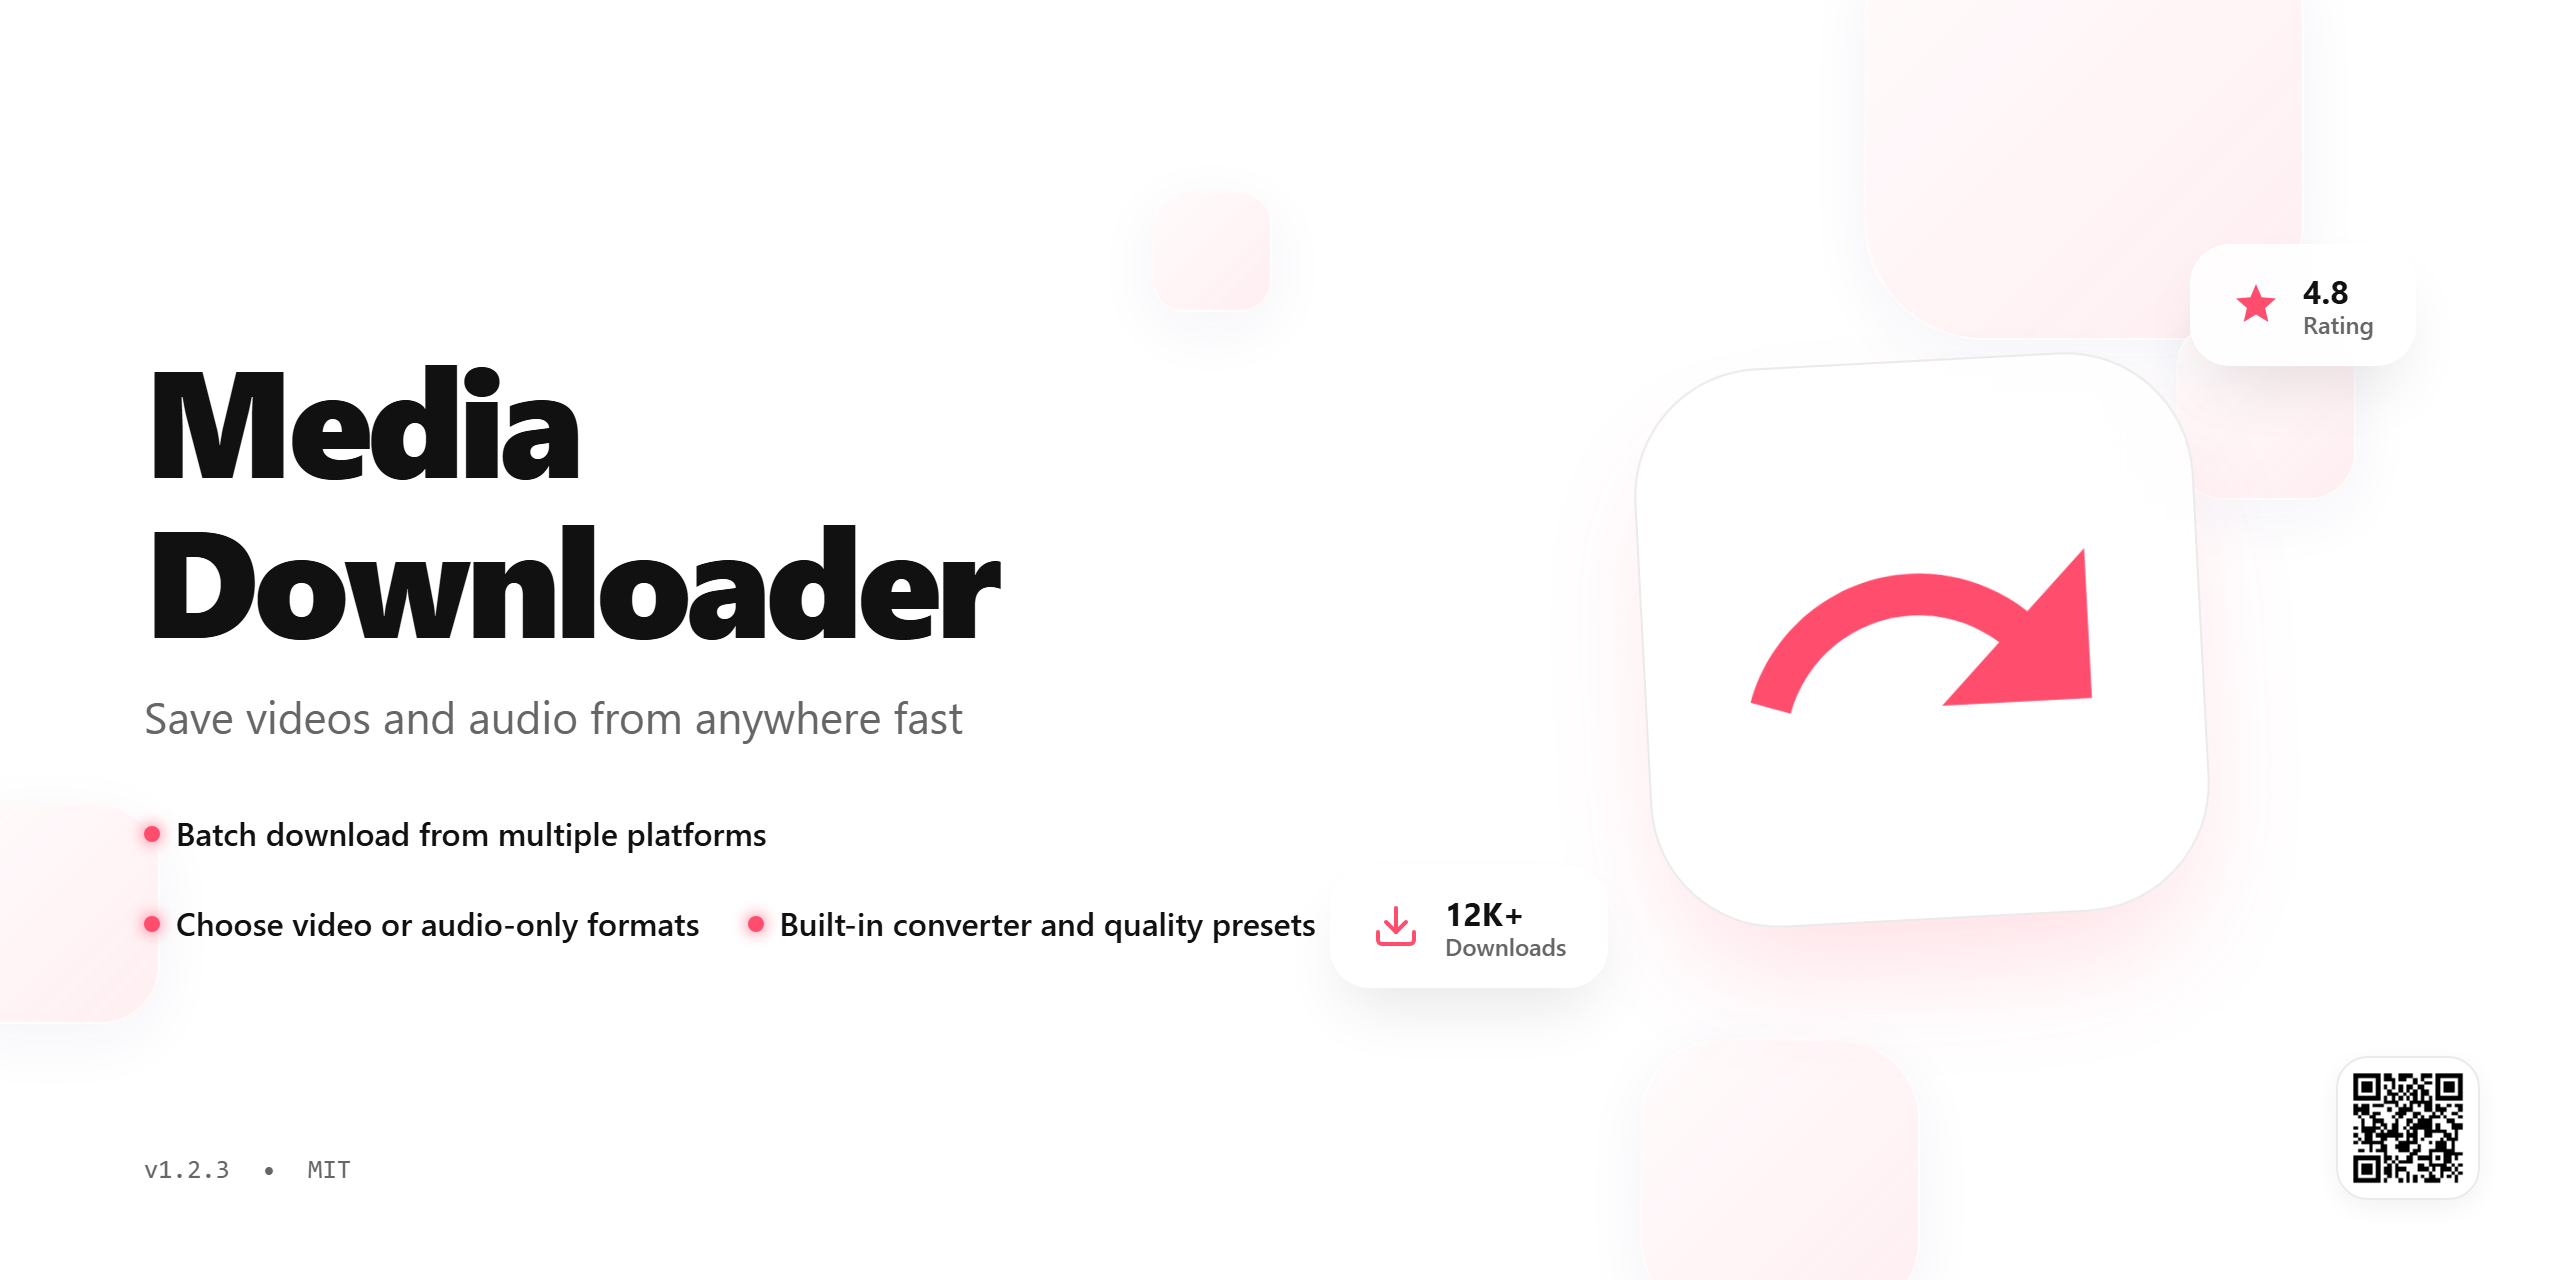 Media
Downloader
Save videos and audio from anywhere fast
Batch download from multiple platforms
Choose video or audio-only formats
Built-in converter and quality presets
4.8
Rating
12K+
Downloads
v1.2.3 • MIT